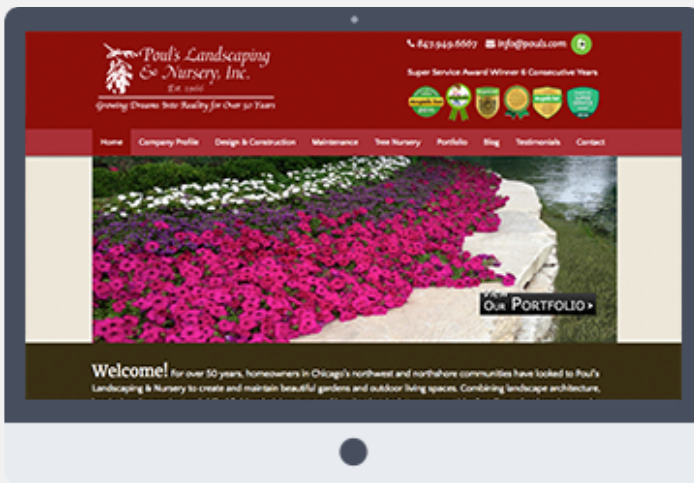 Poul's Landscaping
& Nursery, Inc.
Est. 1966
Growing Dreams Into Reality for Over 50 Years
847.949.6667 info@pouls.com
Super Service Award Winner 6 Consecutive Years
Home Company Profile Design & Construction Maintenance Tree Nursery Portfolio Blog Testimonials Contact
VIEW
OUR PORTFOLIO
Welcome! For over 50 years, homeowners in Chicago's northwest and northshore communities have looked to Poul's
Landscaping & Nursery to create and maintain beautiful gardens and outdoor living spaces. Combining landscape architecture,